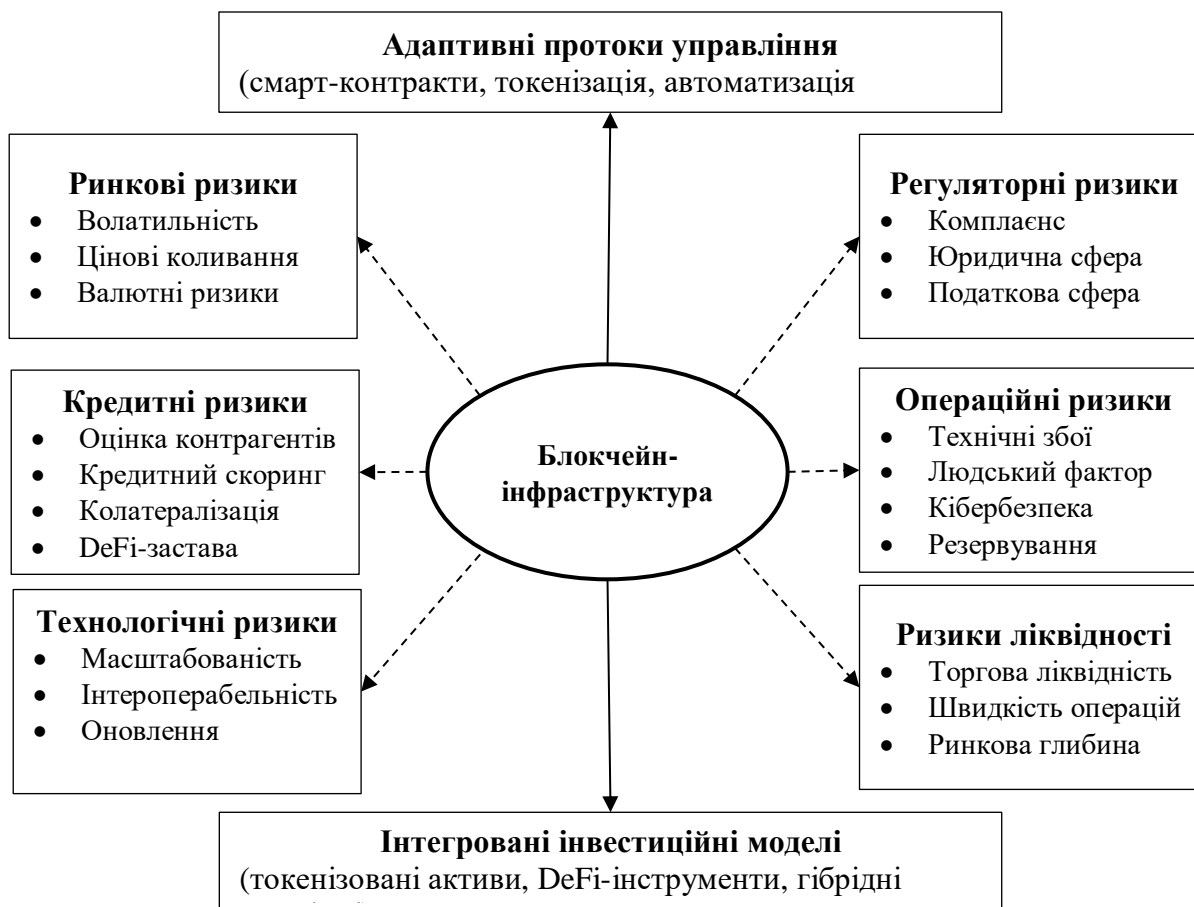 Адаптивні протоки управління
(смарт-контракти, токенізація, автоматизація
Ринкові ризики
• Волатильність
• Цінові коливання
• Валютні ризики
Регуляторні ризики
• Комплаєнс
• Юридична сфера
• Податкова сфера
Кредитні ризики
• Оцінка контрагентів
• Кредитний скоринг
• Колатералізація
• DeFi-застава
Блокчейн-
інфраструктура
Операційні ризики
• Технічні збої
• Людський фактор
• Кібербезпека
• Резервування
Технологічні ризики
• Масштабованість
• Інтероперабельність
• Оновлення
Ризики ліквідності
• Торгова ліквідність
• Швидкість операцій
• Ринкова глибина
Інтегровані інвестиційні моделі
(токенізовані активи, DeFi-інструменти, гібрідні